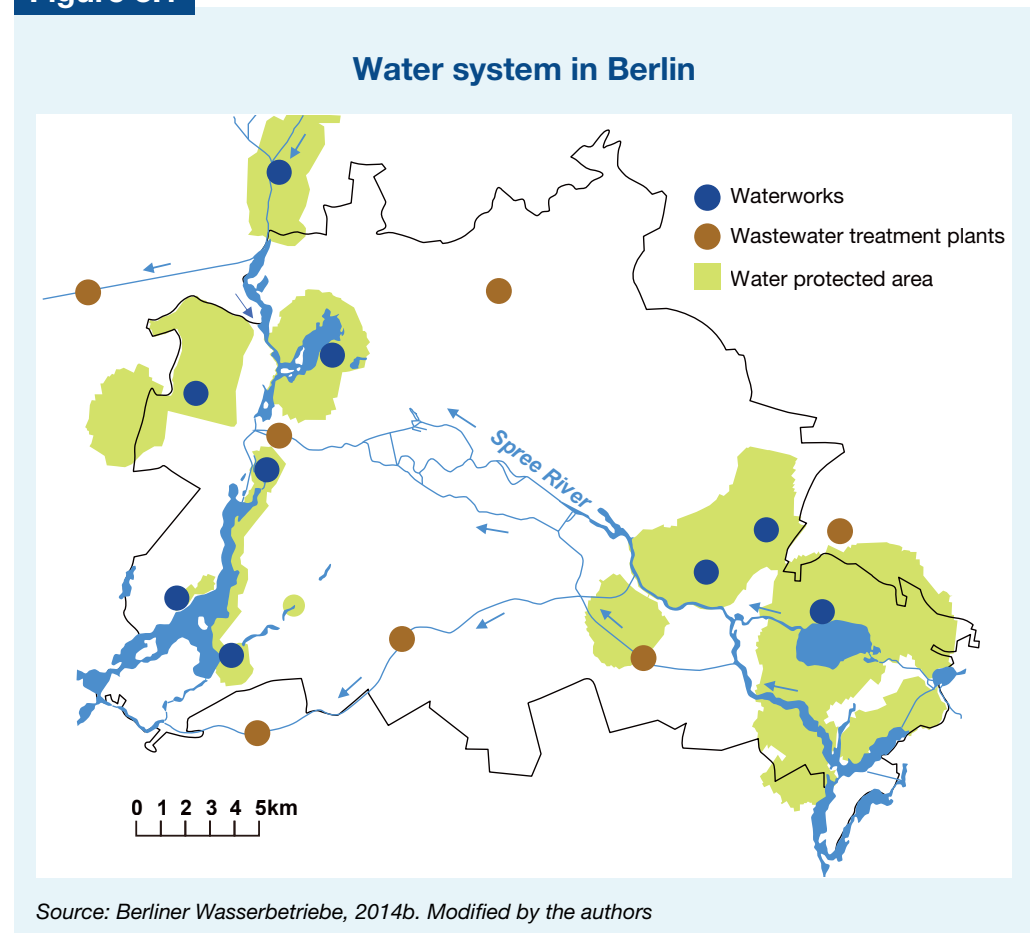 Water system in Berlin
Waterworks
Wastewater treatment plants
Water protected area
Spree River
0 1 2 3 4 5km
Source: Berliner Wasserbetriebe, 2014b. Modified by the authors